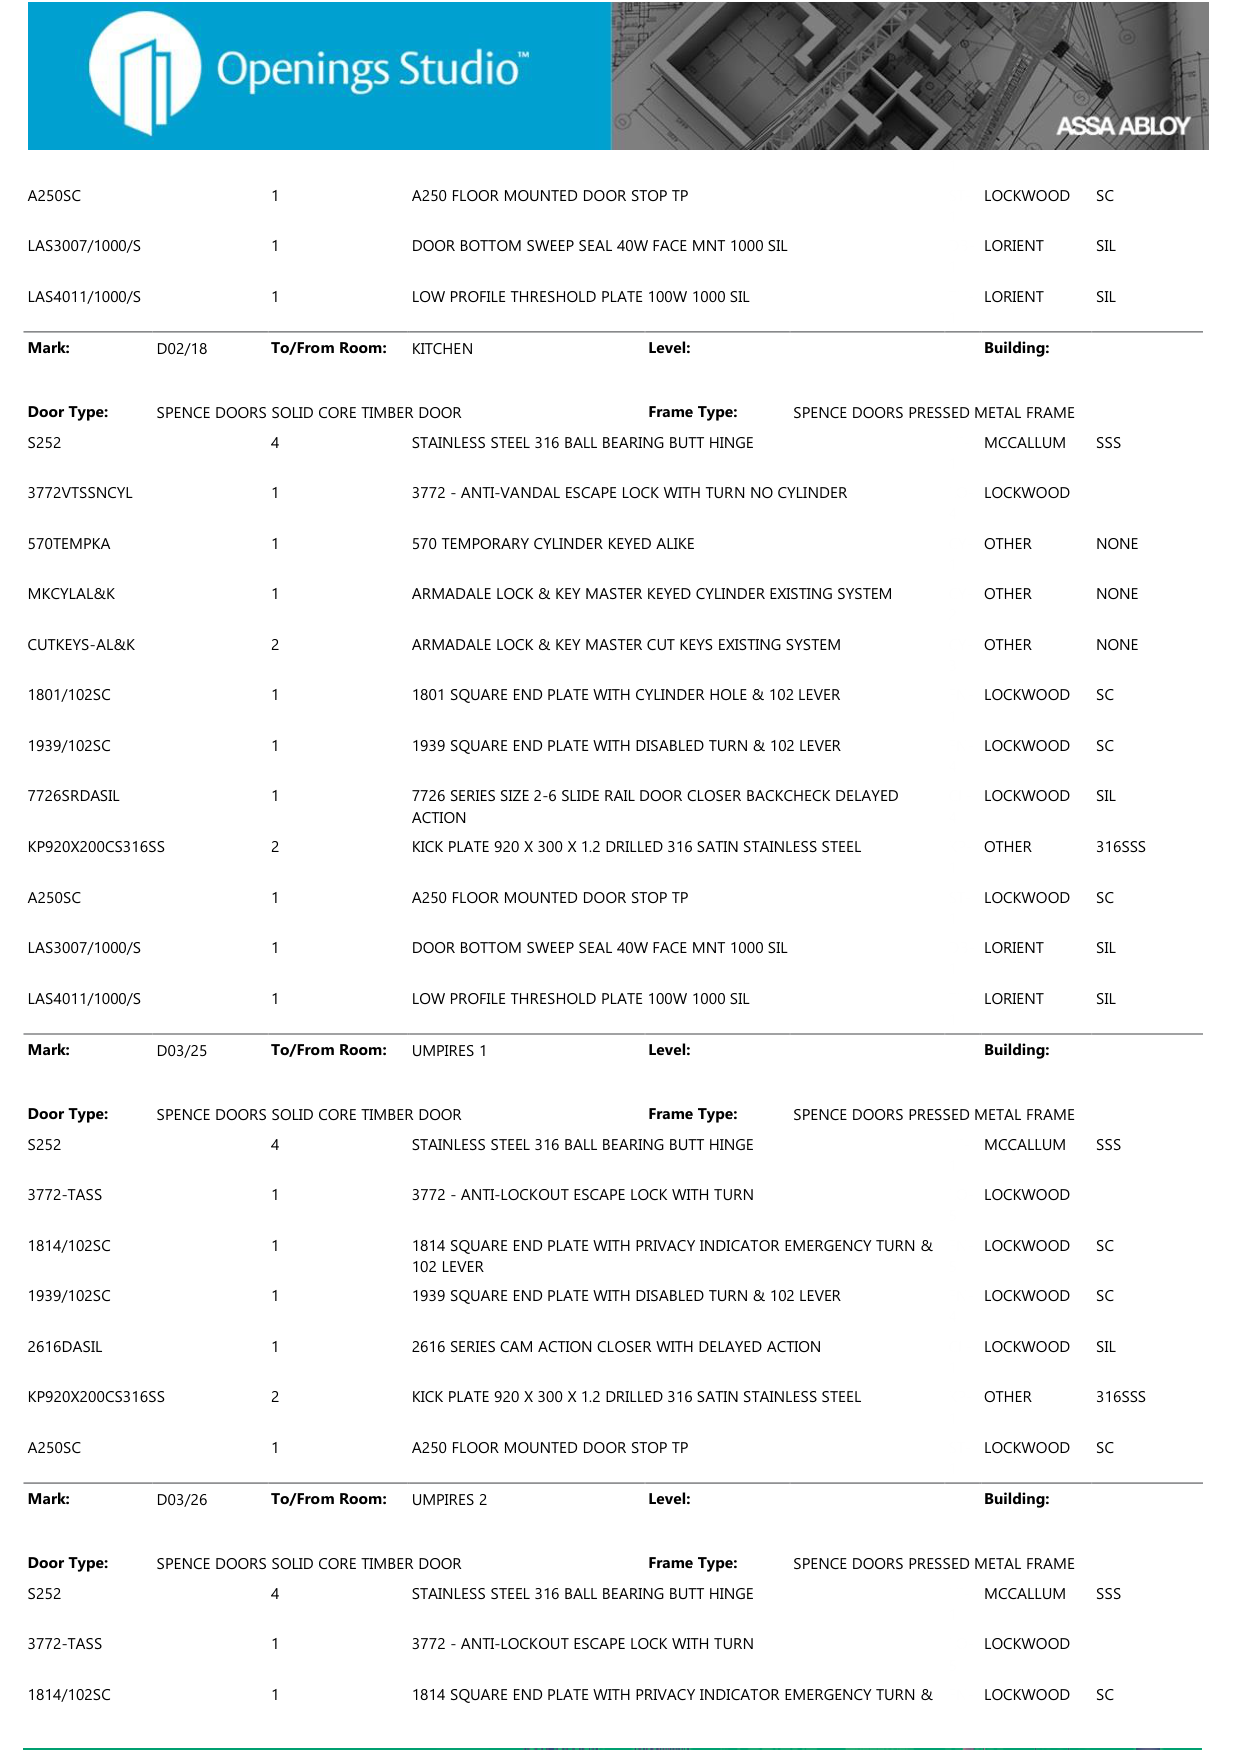 Openings Studio™
ASSA ABLOY
A250SC 1 A250 FLOOR MOUNTED DOOR STOP TP LOCKWOOD SC
LAS3007/1000/S 1 DOOR BOTTOM SWEEP SEAL 40W FACE MNT 1000 SIL LORIENT SIL
LAS4011/1000/S 1 LOW PROFILE THRESHOLD PLATE 100W 1000 SIL LORIENT SIL
Mark: D02/18 To/From Room: KITCHEN Level: Building:
Door Type: SPENCE DOORS SOLID CORE TIMBER DOOR Frame Type: SPENCE DOORS PRESSED METAL FRAME
S252 4 STAINLESS STEEL 316 BALL BEARING BUTT HINGE MCCALLUM SSS
3772VTSSNCYL 1 3772 - ANTI-VANDAL ESCAPE LOCK WITH TURN NO CYLINDER LOCKWOOD
570TEMPKA 1 570 TEMPORARY CYLINDER KEYED ALIKE OTHER NONE
MKCYLAL&K 1 ARMADALE LOCK & KEY MASTER KEYED CYLINDER EXISTING SYSTEM OTHER NONE
CUTKEYS-AL&K 2 ARMADALE LOCK & KEY MASTER CUT KEYS EXISTING SYSTEM OTHER NONE
1801/102SC 1 1801 SQUARE END PLATE WITH CYLINDER HOLE & 102 LEVER LOCKWOOD SC
1939/102SC 1 1939 SQUARE END PLATE WITH DISABLED TURN & 102 LEVER LOCKWOOD SC
7726SRDASIL 1 7726 SERIES SIZE 2-6 SLIDE RAIL DOOR CLOSER BACKCHECK DELAYED LOCKWOOD SIL
ACTION
KP920X200CS316SS 2 KICK PLATE 920 X 300 X 1.2 DRILLED 316 SATIN STAINLESS STEEL OTHER 316SSS
A250SC 1 A250 FLOOR MOUNTED DOOR STOP TP LOCKWOOD SC
LAS3007/1000/S 1 DOOR BOTTOM SWEEP SEAL 40W FACE MNT 1000 SIL LORIENT SIL
LAS4011/1000/S 1 LOW PROFILE THRESHOLD PLATE 100W 1000 SIL LORIENT SIL
Mark: D03/25 To/From Room: UMPIRES 1 Level: Building:
Door Type: SPENCE DOORS SOLID CORE TIMBER DOOR Frame Type: SPENCE DOORS PRESSED METAL FRAME
S252 4 STAINLESS STEEL 316 BALL BEARING BUTT HINGE MCCALLUM SSS
3772-TASS 1 3772 - ANTI-LOCKOUT ESCAPE LOCK WITH TURN LOCKWOOD
1814/102SC 1 1814 SQUARE END PLATE WITH PRIVACY INDICATOR EMERGENCY TURN & LOCKWOOD SC
102 LEVER
1939/102SC 1 1939 SQUARE END PLATE WITH DISABLED TURN & 102 LEVER LOCKWOOD SC
2616DASIL 1 2616 SERIES CAM ACTION CLOSER WITH DELAYED ACTION LOCKWOOD SIL
KP920X200CS316SS 2 KICK PLATE 920 X 300 X 1.2 DRILLED 316 SATIN STAINLESS STEEL OTHER 316SSS
A250SC 1 A250 FLOOR MOUNTED DOOR STOP TP LOCKWOOD SC
Mark: D03/26 To/From Room: UMPIRES 2 Level: Building:
Door Type: SPENCE DOORS SOLID CORE TIMBER DOOR Frame Type: SPENCE DOORS PRESSED METAL FRAME
S252 4 STAINLESS STEEL 316 BALL BEARING BUTT HINGE MCCALLUM SSS
3772-TASS 1 3772 - ANTI-LOCKOUT ESCAPE LOCK WITH TURN LOCKWOOD
1814/102SC 1 1814 SQUARE END PLATE WITH PRIVACY INDICATOR EMERGENCY TURN & LOCKWOOD SC